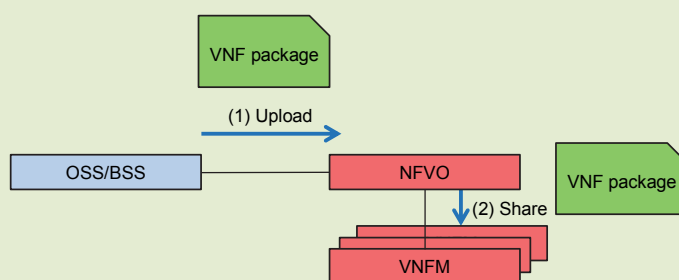 VNF package
(1) Upload
OSS/BSS
NFVO
VNF package
(2) Share
VNFM